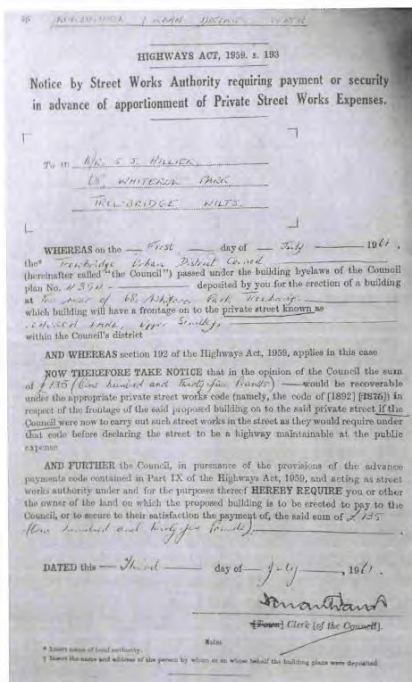 HIGHWAYS ACT, 1959. s. 193
Notice by Street Works Authority requiring payment or security
in advance of apportionment of Private Street Works Expenses.
To Mr. S J. HILLIER.
68, WHITEROW PARK,
TROWBRIDGE WILTS.
WHEREAS on the First day of July 1961,
the* Trowbridge Urban District Council
(hereinafter called "the Council") passed under the building byelaws of the Council
plan No. deposited by you for the erection of a building
at the rear of 68,
which building will have a frontage on to the private street known as
CHURCH LANE, Upper
within the Council's district
AND WHEREAS section 192 of the Highways Act, 1959, applies in this case
NOW THEREFORE TAKE NOTICE that in the opinion of the Council the sum
of £135 (One hundred and thirty five Pounds) would be recoverable
under the appropriate private street works code (namely, the code of [1892] [1875]) in
respect of the frontage of the said proposed building on to the said private street if the
Council were now to carry out such street works in the street as they would require under
that code before declaring the street to be a highway maintainable at the public
expense
AND FURTHER the Council, in pursuance of the provisions of the advance
payments code contained in Part IX of the Highways Act, 1959, and acting as street
works authority under and for the purposes thereof HEREBY REQUIRE you or other
the owner of the land on which the proposed building is to be erected to pay to the
Council, or to secure to their satisfaction the payment of, the said sum of £135
(One hundred and thirty five Pounds)
DATED this Third day of July, 1961.
[Town] Clerk [of the Council].
Notes
* Insert name of local authority.
† Insert the name and address of the person by whom or on whose behalf the building plans were deposited.